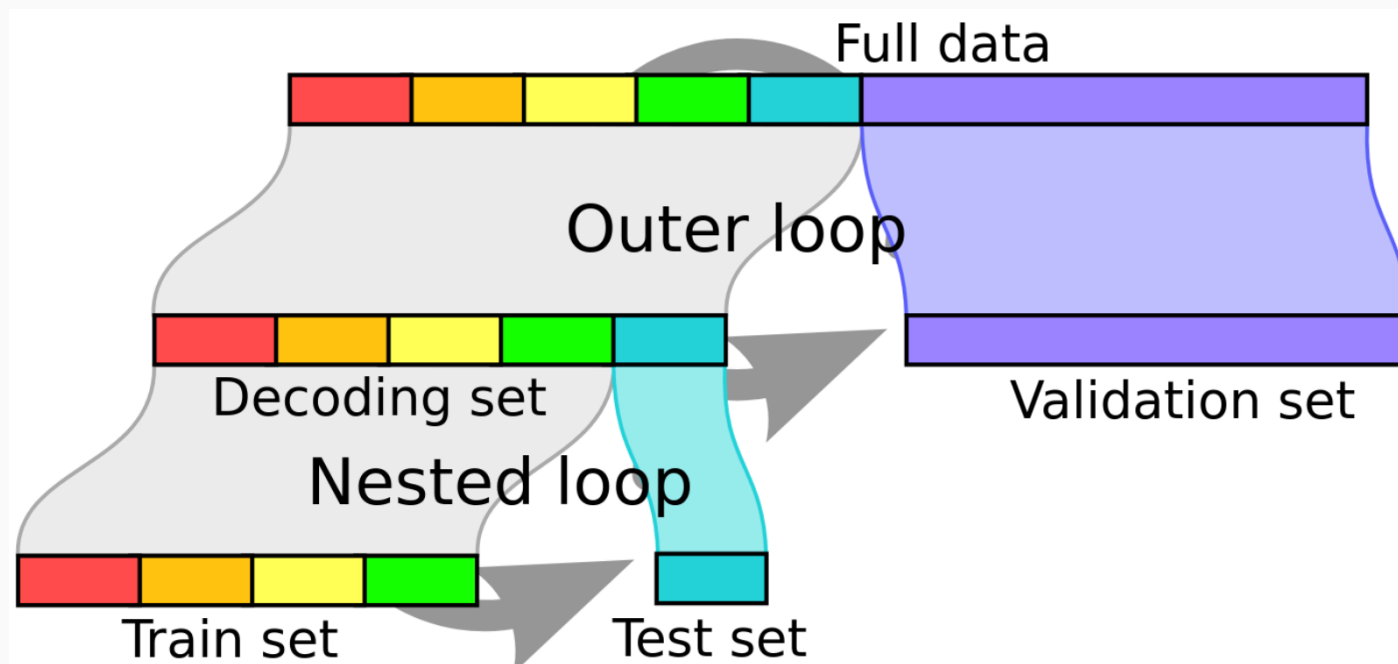 Full data
Outer loop
Decoding set
Validation set
Nested loop
Train set
Test set